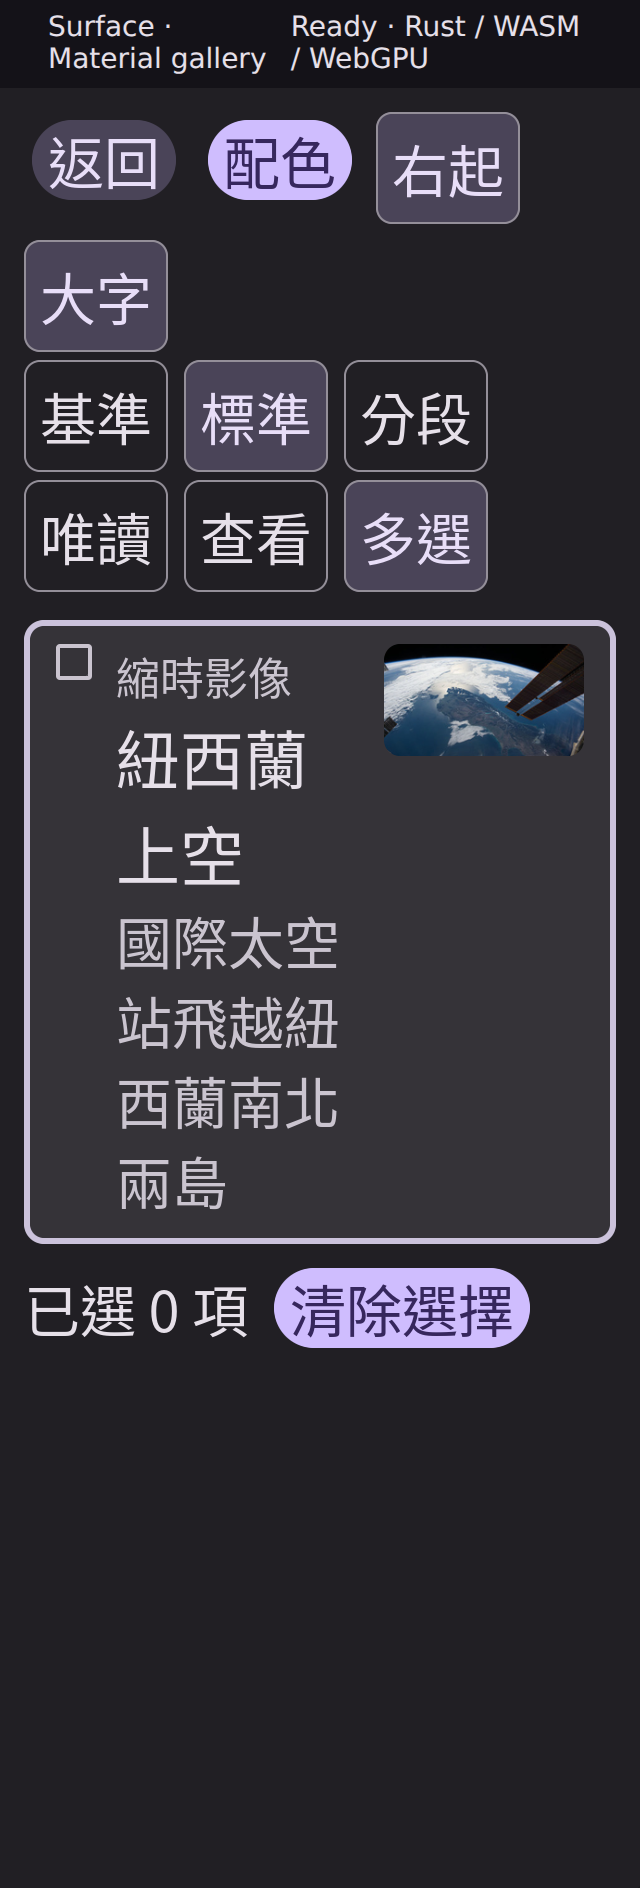 Surface ·
Material gallery
Ready · Rust / WASM
/ WebGPU
返回
配色
右起
大字
基準
標準
分段
唯讀
查看
多選
縮時影像
紐西蘭
上空
國際太空
站飛越紐
西蘭南北
兩島
已選 0 項
清除選擇